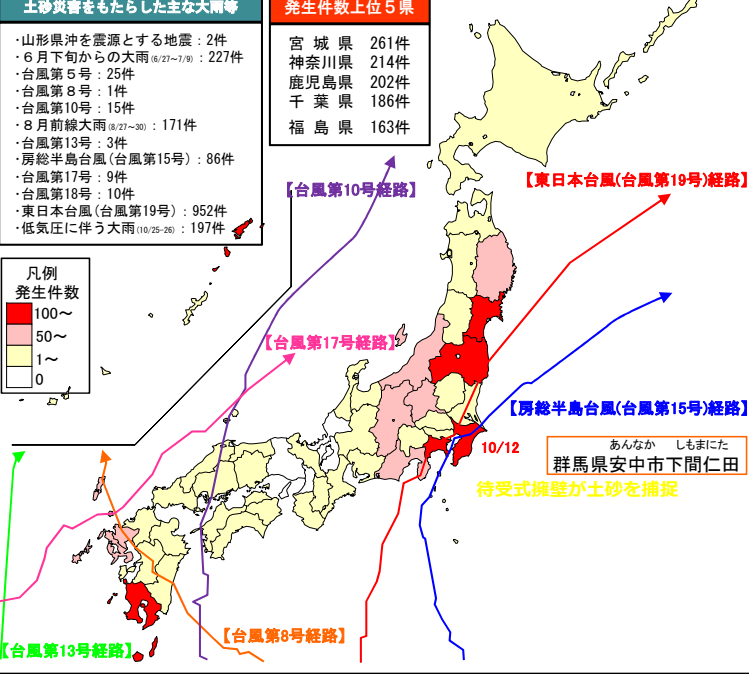 土砂災害をもたらした主な大雨等
・山形県沖を震源とする地震：2件
・６月下旬からの大雨(6/27～7/9)：227件
・台風第５号：25件
・台風第８号：1件
・台風第10号：15件
・８月前線大雨(8/27～30)：171件
・台風第13号：3件
・房総半島台風(台風第15号)：86件
・台風第17号：9件
・台風第18号：10件
・東日本台風(台風第19号)：952件
・低気圧に伴う大雨(10/25-26)：197件
発生件数上位５県
宮城県 261件
神奈川県 214件
鹿児島県 202件
千葉県 186件
福島県 163件
【台風第10号経路】
【東日本台風(台風第19号)経路】
凡例
発生件数
100～
50～
1～
0
【台風第17号経路】
【房総半島台風(台風第15号)経路】
10/12
あんなか しもまにた
群馬県安中市下間仁田
待受式擁壁が土砂を捕捉
【台風第8号経路】
【台風第13号経路】